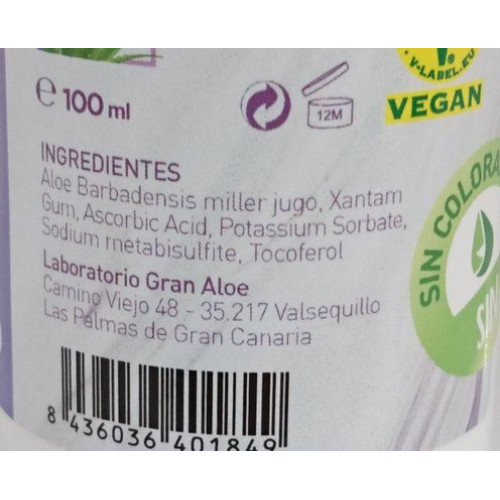 V-LABEL.EU
℮ 100 ml
12M
VEGAN
INGREDIENTES
Aloe Barbadensis miller jugo, Xantam
Gum, Ascorbic Acid, Potassium Sorbate,
Sodium metabisulfite, Tocoferol
Laboratorio Gran Aloe
Camino Viejo 48 - 35.217 Valsequillo
Las Palmas de Gran Canaria
SIN COLORA
8 436036 401849